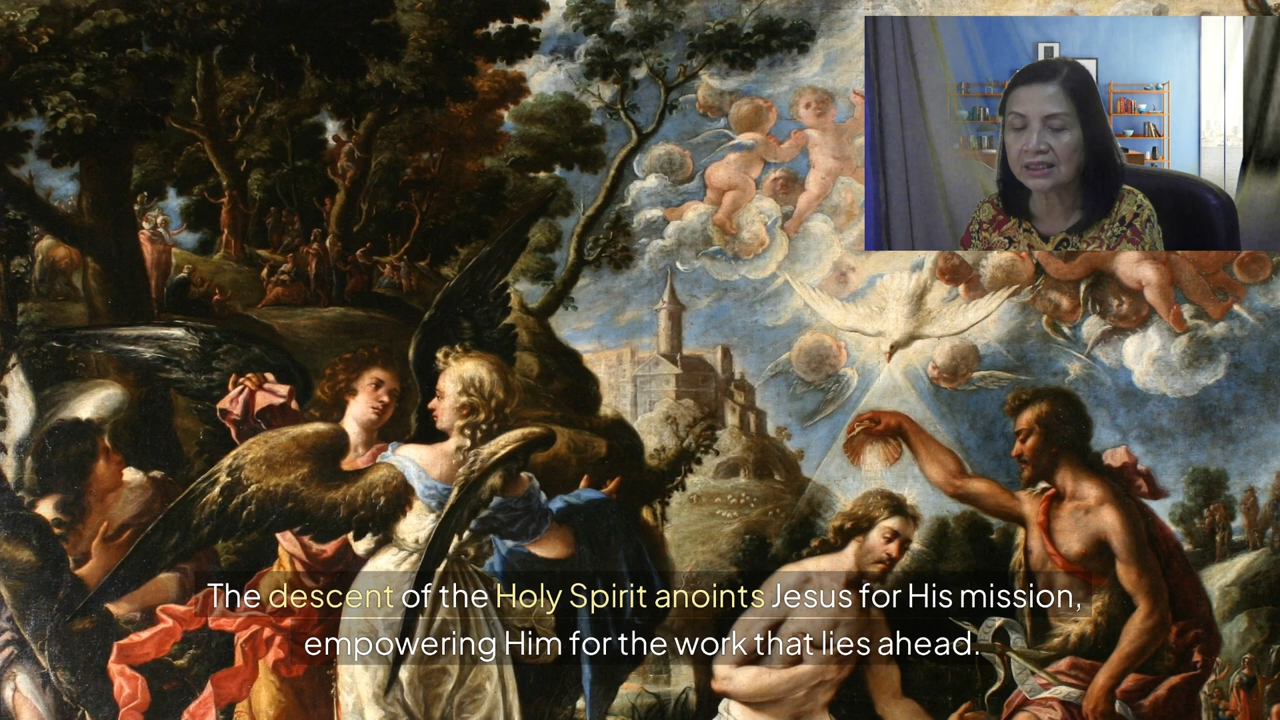 The descent of the Holy Spirit anoints Jesus for His mission,
empowering Him for the work that lies ahead.